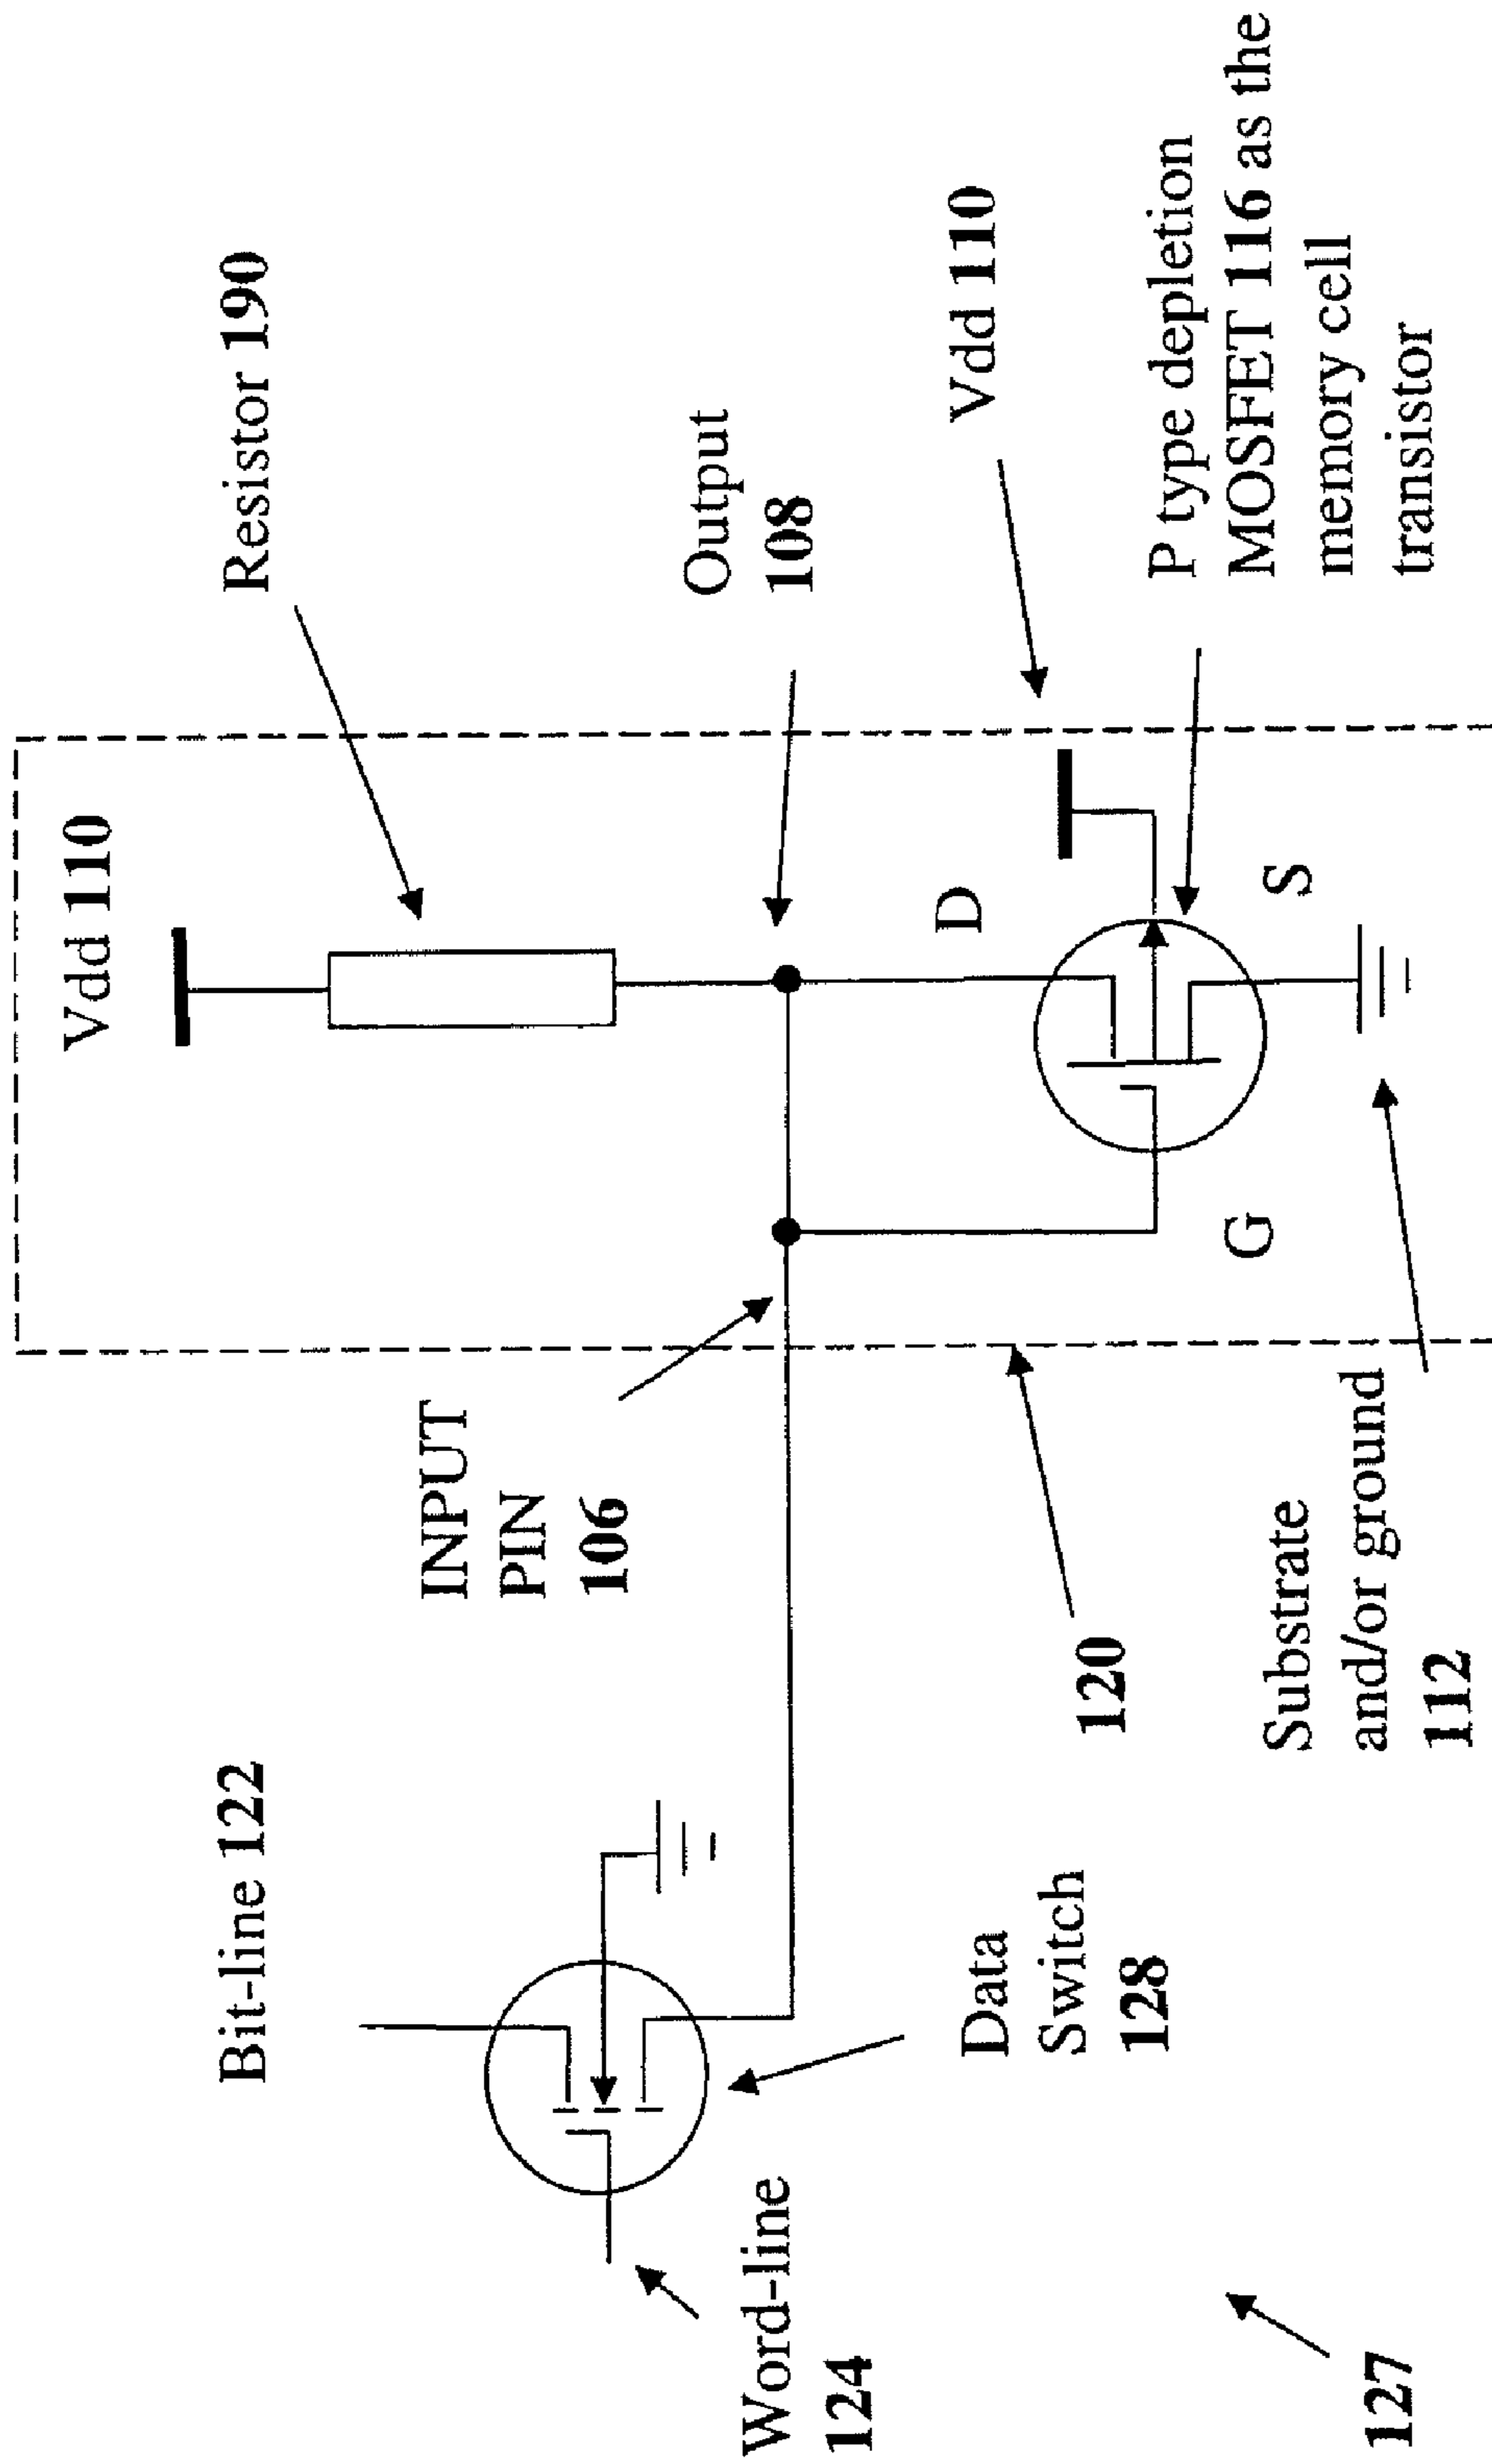 Bit-line 122
Word-line
124
Data
Switch
128
127
INPUT
PIN
106
120
Substrate
and/or ground
112
Vdd 110
Resistor 190
Output
108
D
G
S
Vdd 110
P type depletion
MOSFET 116 as the
memory cell
transistor